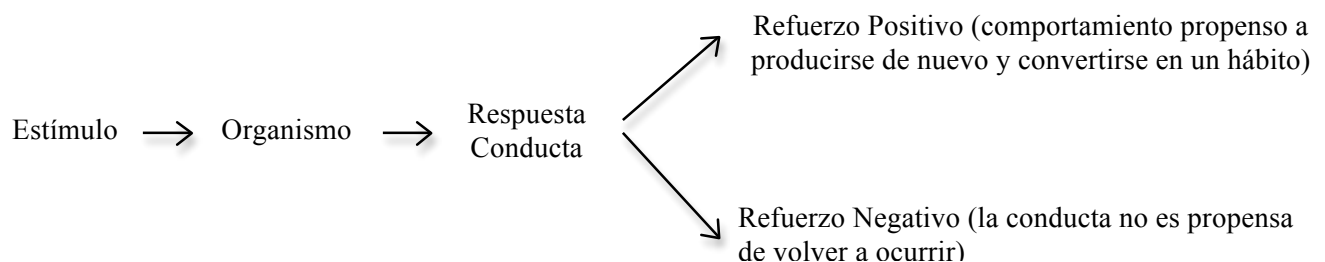 Refuerzo Positivo (comportamiento propenso a
producirse de nuevo y convertirse en un hábito)
Estímulo
Organismo
Respuesta
Conducta
Refuerzo Negativo (la conducta no es propensa
de volver a ocurrir)